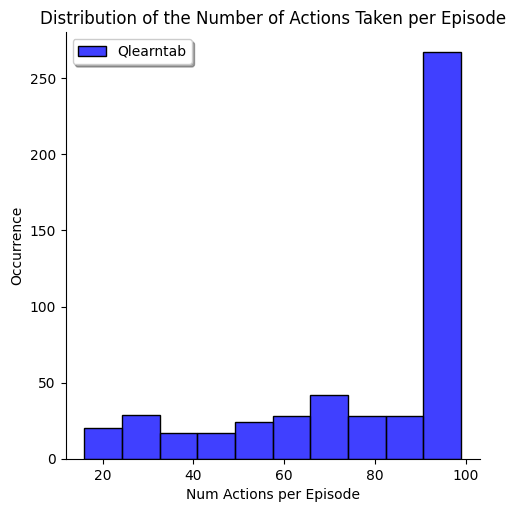 Distribution of the Number of Actions Taken per Episode
Qlearntab
250
200
150
100
50
0
Occurrence
20 40 60 80 100
Num Actions per Episode